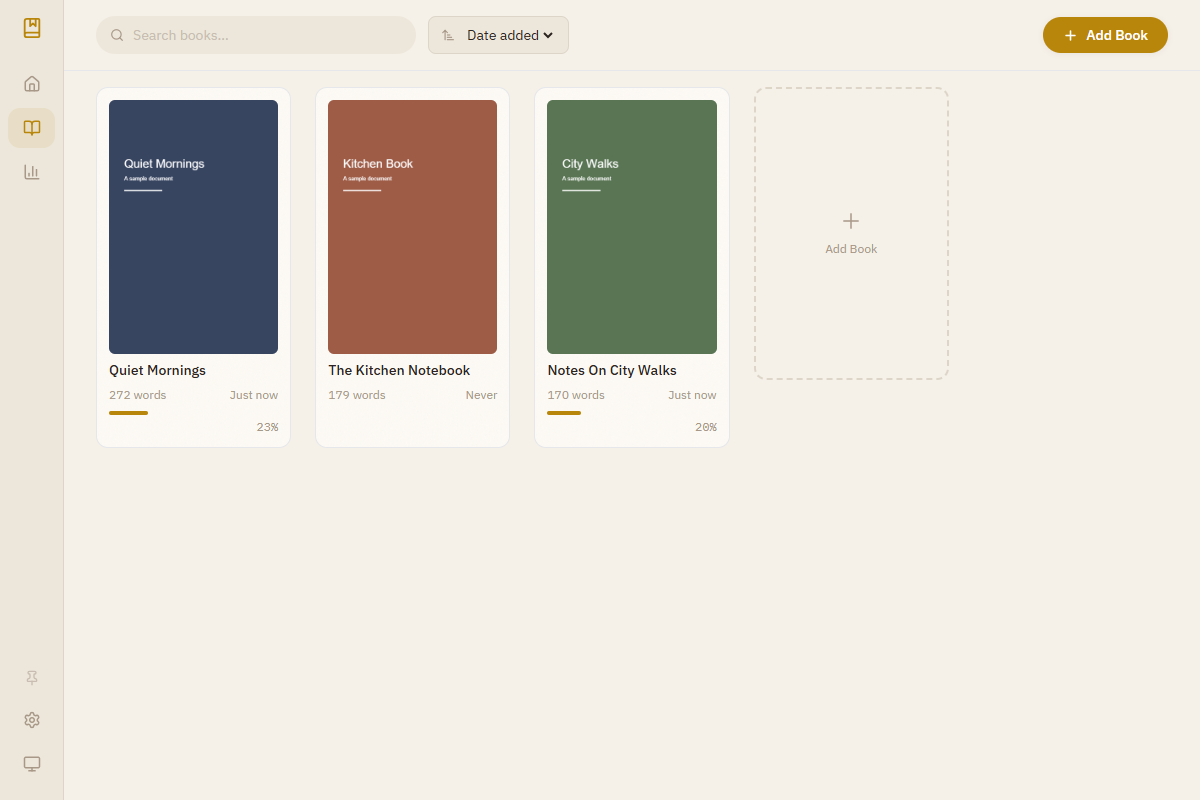 Search books...
Date added
Add Book
Quiet Mornings
A sample document
Quiet Mornings
272 words
Just now
23%
Kitchen Book
A sample document
The Kitchen Notebook
179 words
Never
City Walks
A sample document
Notes On City Walks
170 words
Just now
20%
Add Book